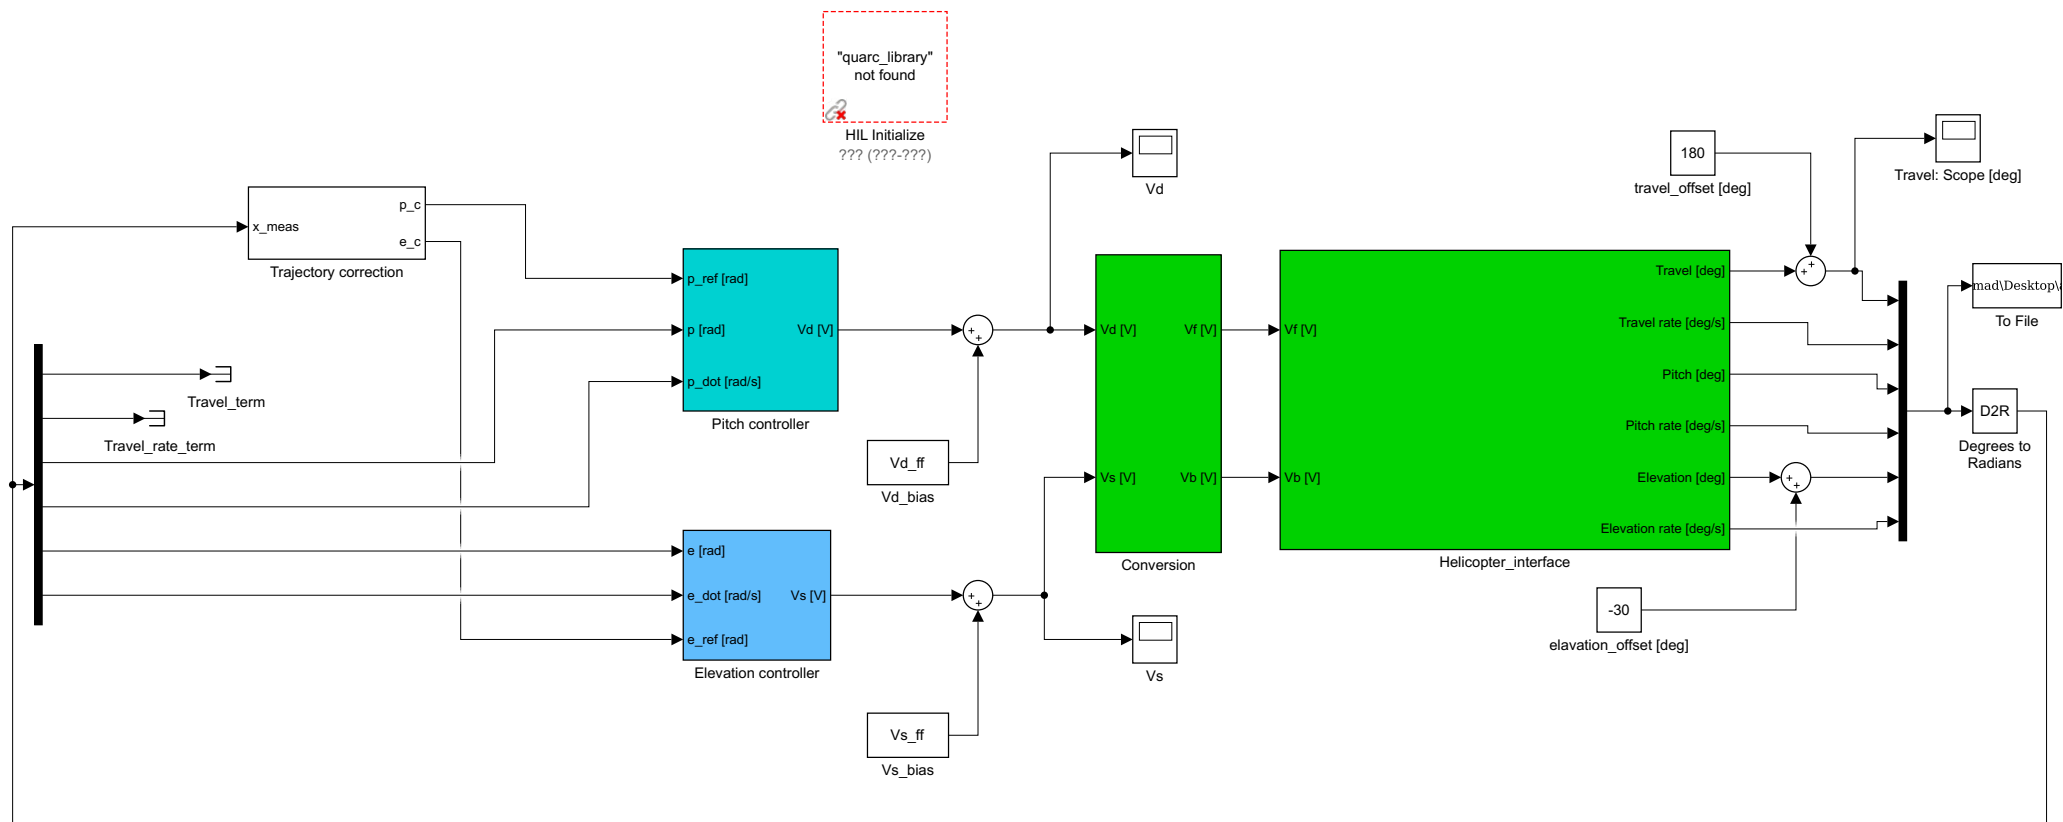 "quarc_library"
not found
HIL Initialize
??? (???-???)
Vd
180
travel_offset [deg]
Travel: Scope [deg]
x_meas
p_c
e_c
Trajectory correction
p_ref [rad]
p [rad]
p_dot [rad/s]
Vd [V]
Pitch controller
Travel_term
Travel_rate_term
Vd_ff
Vd_bias
+
+
Vd [V]
Vs [V]
Vf [V]
Vb [V]
Conversion
Vf [V]
Vb [V]
Travel [deg]
Travel rate [deg/s]
Pitch [deg]
Pitch rate [deg/s]
Elevation [deg]
Elevation rate [deg/s]
Helicopter_interface
+
+
+
+
mad\Desktop\
To File
D2R
Degrees to
Radians
-30
elavation_offset [deg]
e [rad]
e_dot [rad/s]
e_ref [rad]
Vs [V]
Elevation controller
+
+
Vs
Vs_ff
Vs_bias